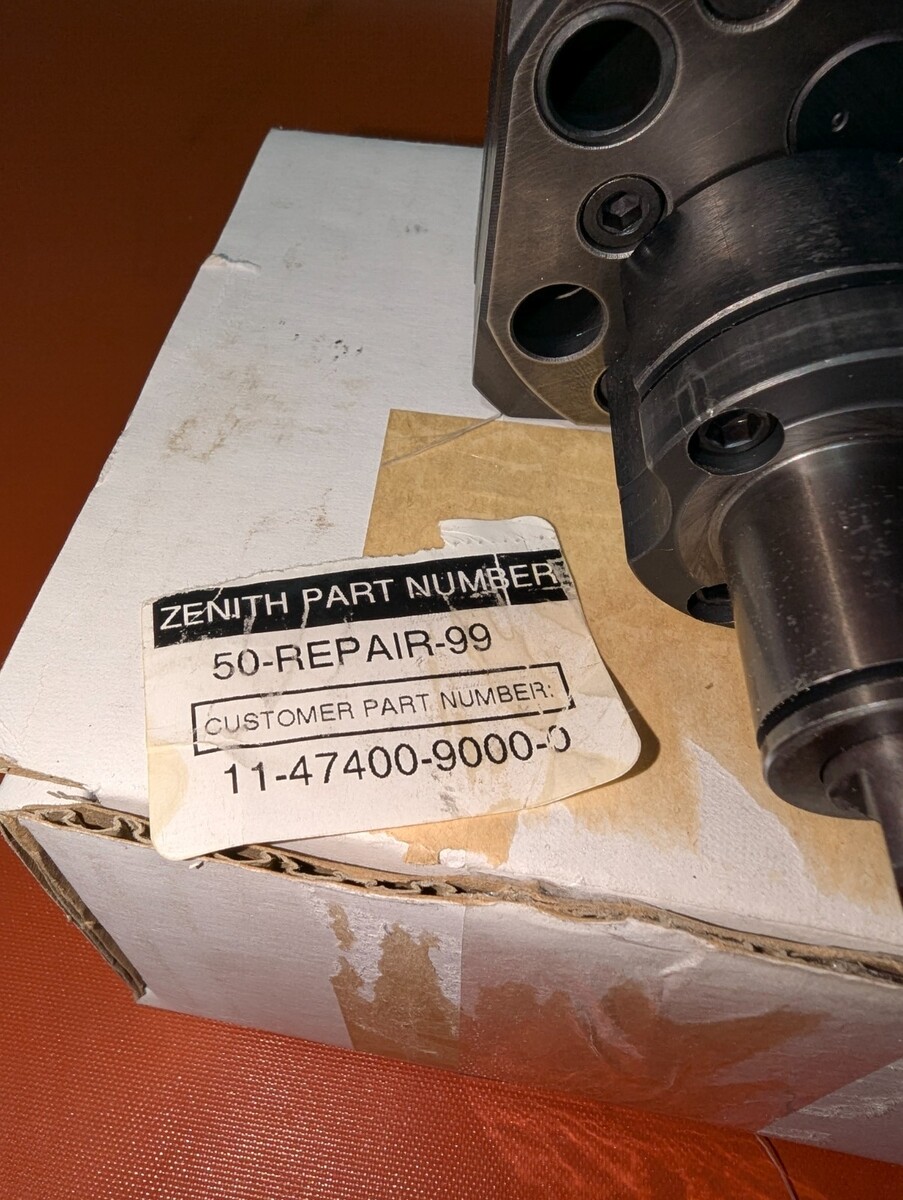 ZENITH PART NUMBER
50-REPAIR-99
CUSTOMER PART NUMBER:
11-47400-9000-0